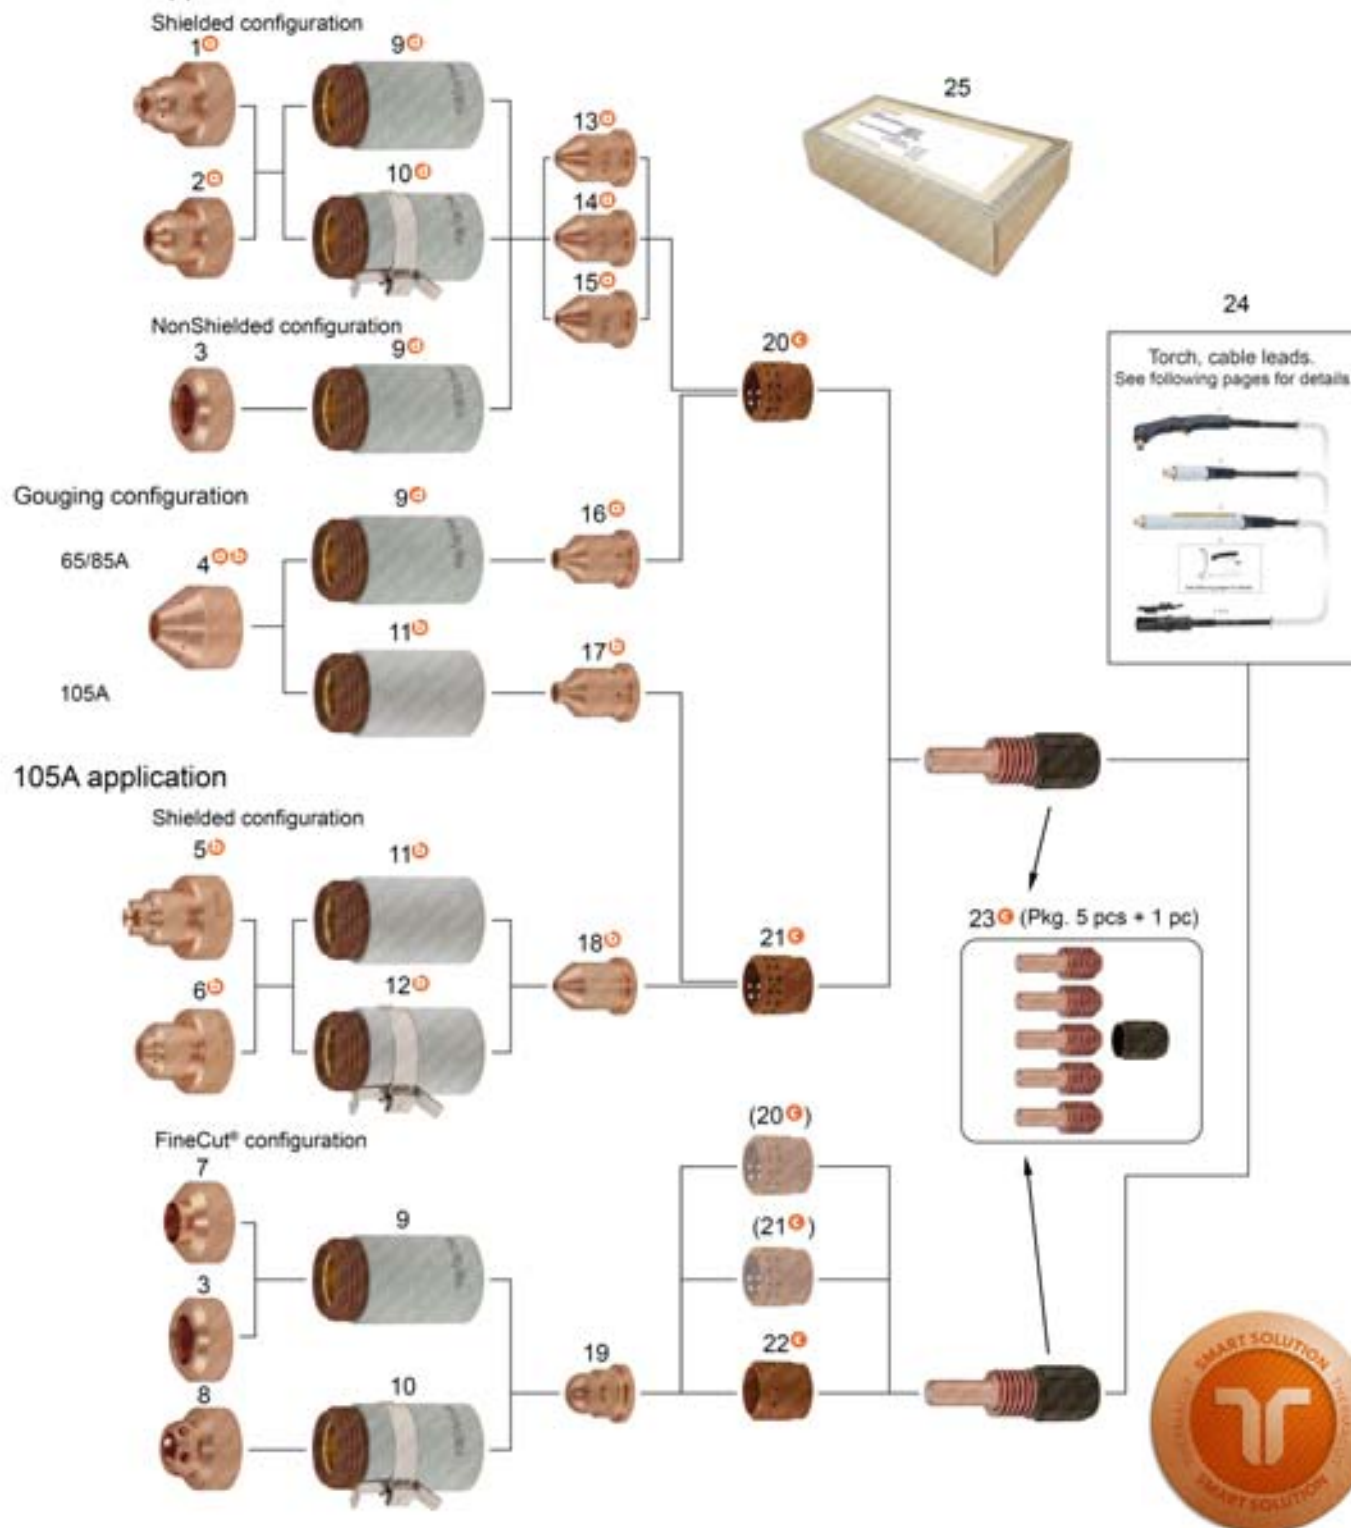 Shielded configuration
1 a
9 d
25
13 a
2 a
10 d
14 a
15 a
24
NonShielded configuration
3
9 d
20 c
Torch, cable leads.
See following pages for details
Gouging configuration
9 d
16 a
65/85A
4 a b
11 b
17 b
105A
105A application
Shielded configuration
5 b
11 b
23 c (Pkg. 5 pcs + 1 pc)
18 b
21 c
6 b
12 b
(20 c)
FineCut® configuration
7
9
(21 c)
3
19
22 c
8
10
SMART SOLUTION
SMART SOLUTION